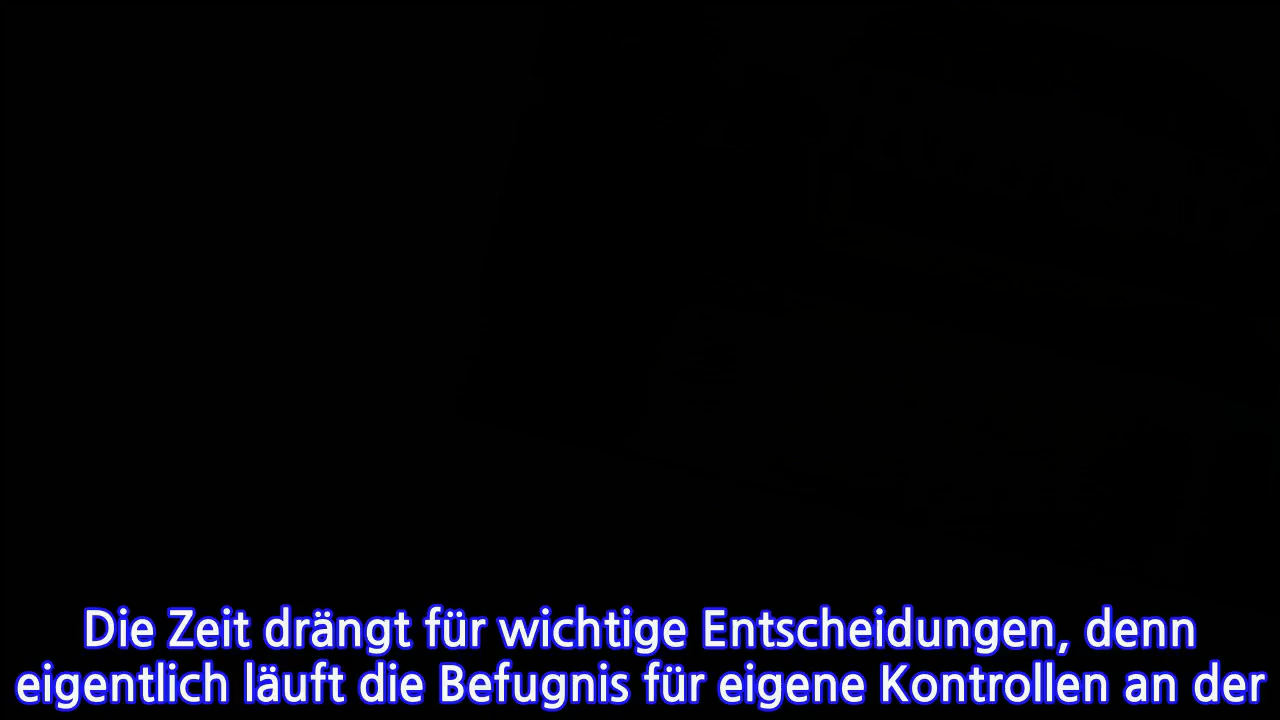 Die Zeit drängt für wichtige Entscheidungen, denn
eigentlich läuft die Befugnis für eigene Kontrollen an der